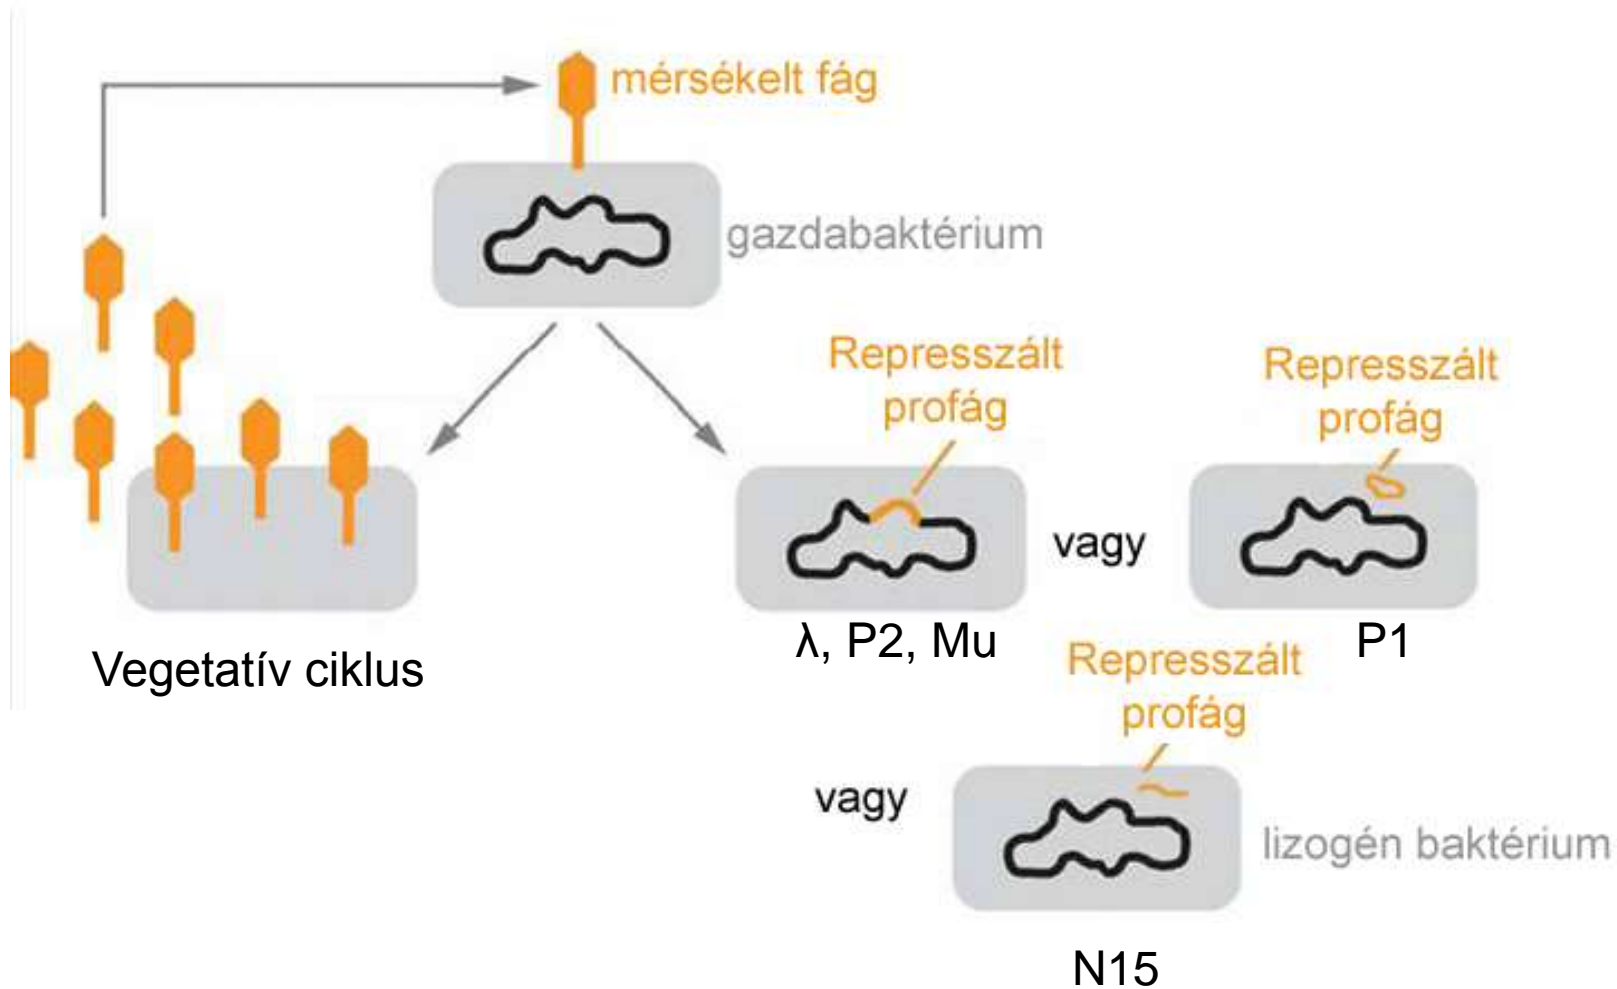 mérsékelt fág
gazdabaktérium
Represszált
profág
Represszált
profág
vagy
λ, P2, Mu
P1
Vegetatív ciklus
Represszált
profág
vagy
lizogén baktérium
N15